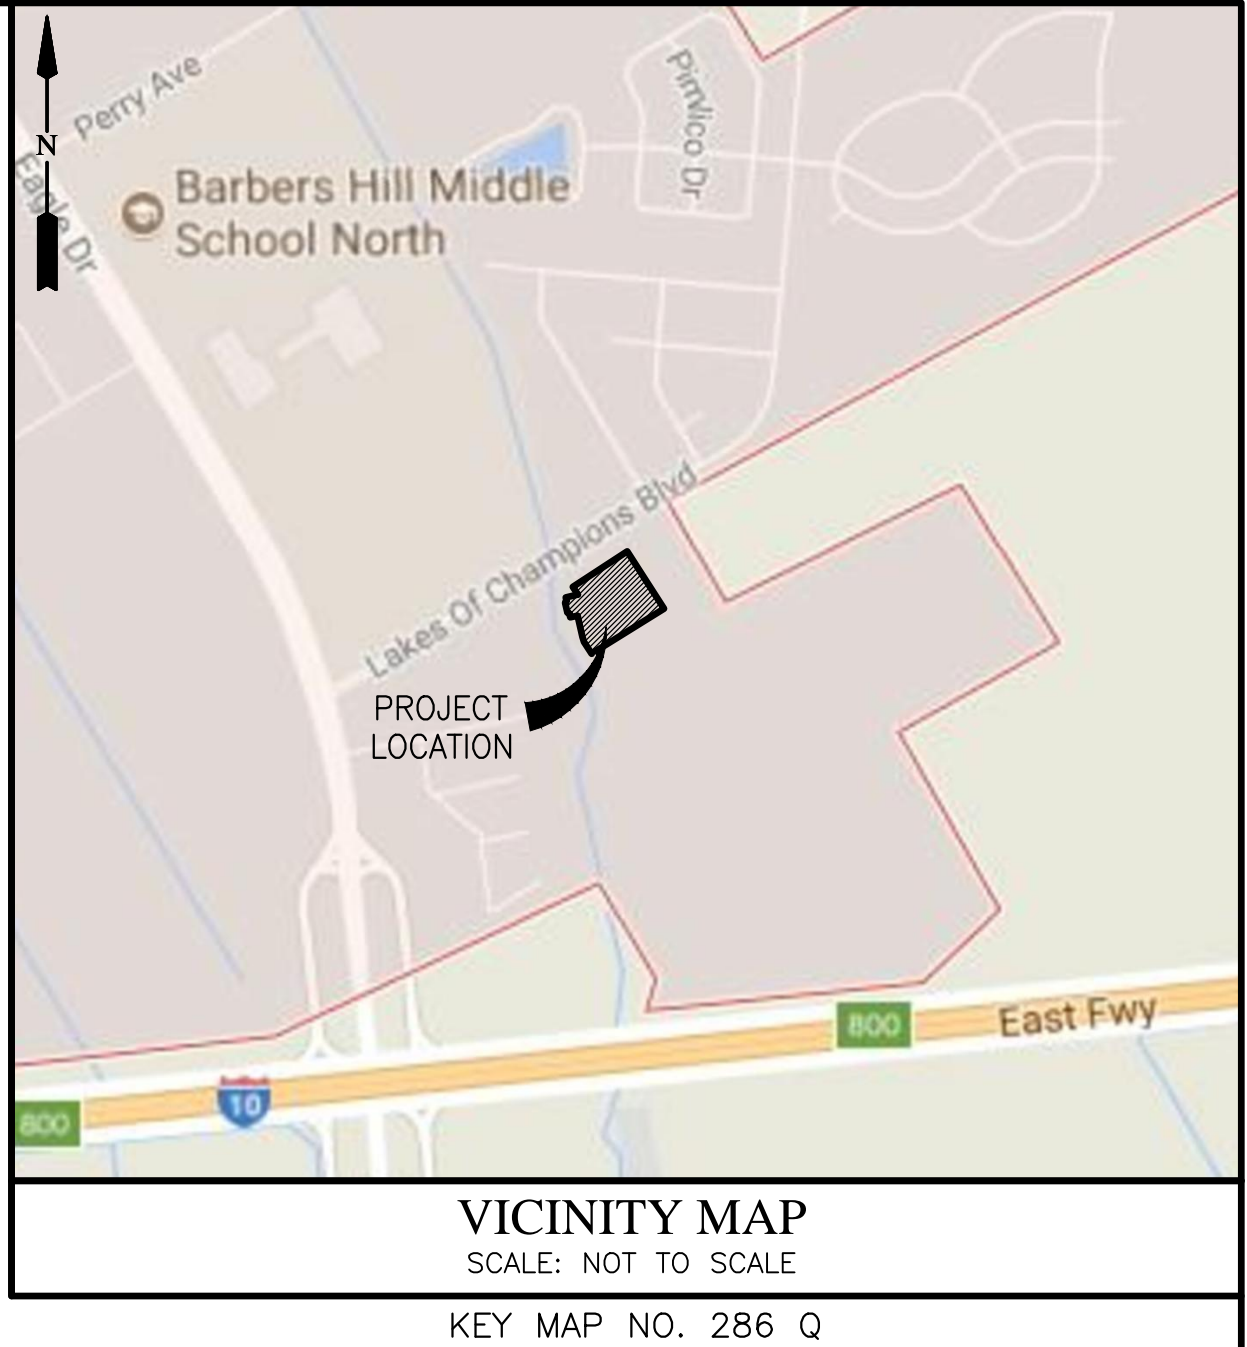 Perry Ave
N
Eagle Dr
Barbers Hill Middle
School North
Pimlico Dr
Lakes Of Champions Blvd
PROJECT
LOCATION
800
East Fwy
10
800
VICINITY MAP
SCALE: NOT TO SCALE
KEY MAP NO. 286 Q